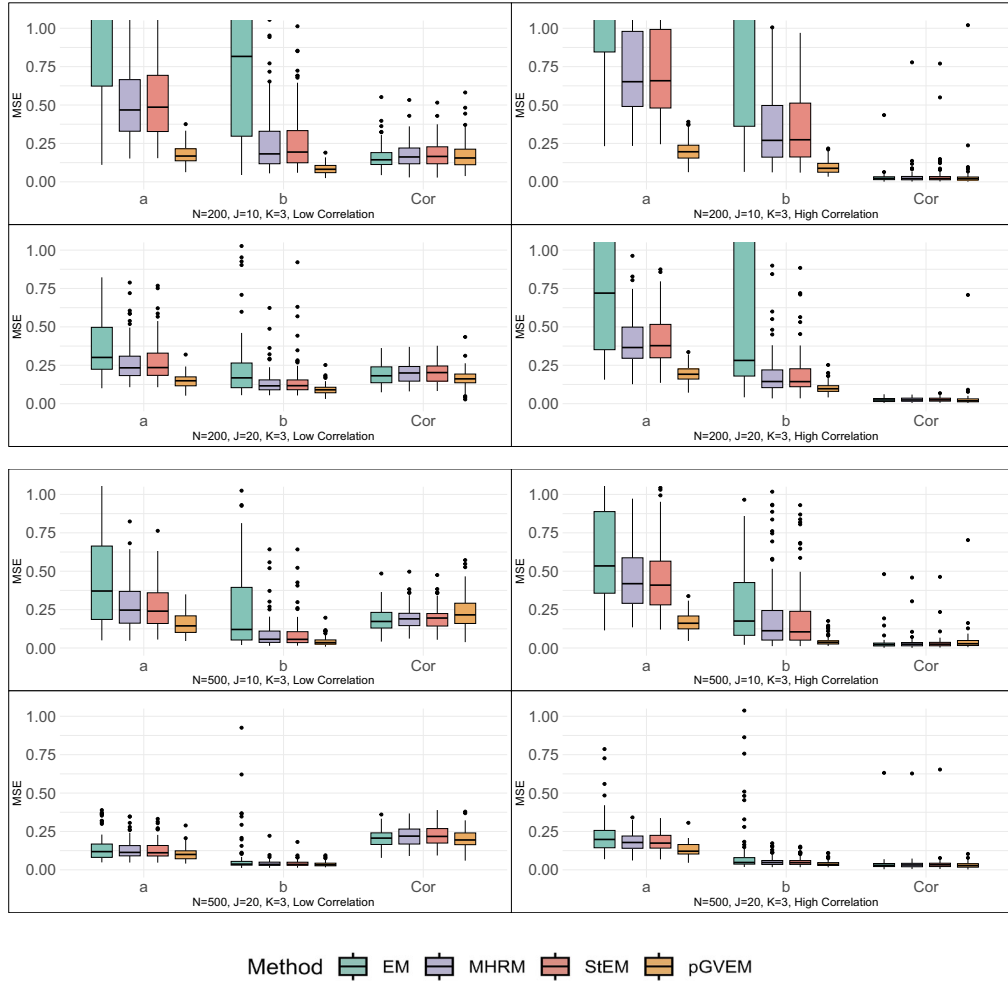 1.00
0.75
0.50
0.25
0.00
MSE
a
b
Cor
N=200, J=10, K=3, Low Correlation
1.00
0.75
0.50
0.25
0.00
MSE
a
b
Cor
N=200, J=10, K=3, High Correlation
1.00
0.75
0.50
0.25
0.00
MSE
a
b
Cor
N=200, J=20, K=3, Low Correlation
1.00
0.75
0.50
0.25
0.00
MSE
a
b
Cor
N=200, J=20, K=3, High Correlation
1.00
0.75
0.50
0.25
0.00
MSE
a
b
Cor
N=500, J=10, K=3, Low Correlation
1.00
0.75
0.50
0.25
0.00
MSE
a
b
Cor
N=500, J=10, K=3, High Correlation
1.00
0.75
0.50
0.25
0.00
MSE
a
b
Cor
N=500, J=20, K=3, Low Correlation
1.00
0.75
0.50
0.25
0.00
MSE
a
b
Cor
N=500, J=20, K=3, High Correlation
Method EM MHRM StEM pGVEM